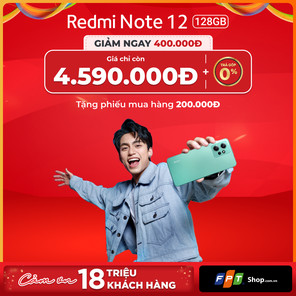 Redmi Note 12 128GB
GIẢM NGAY 400.000Đ
Giá chỉ còn
4.590.000Đ + TRẢ GÓP 0%
Tặng phiếu mua hàng 200.000Đ
Cảm ơn 18 TRIỆU KHÁCH HÀNG
FPT Shop.com.vn